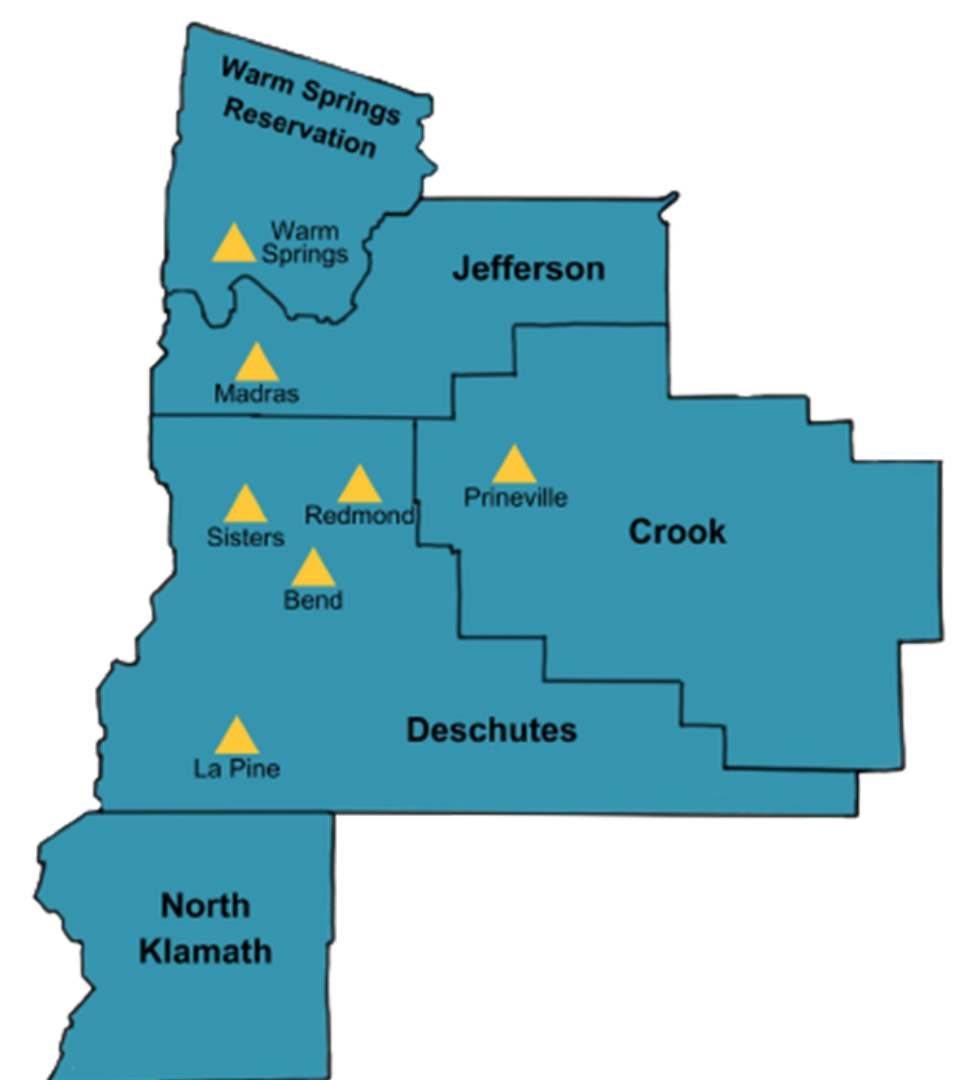 Warm Springs
Reservation
Warm
Springs
Jefferson
Madras
Prineville
Redmond
Sisters
Crook
Bend
Deschutes
La Pine
North
Klamath